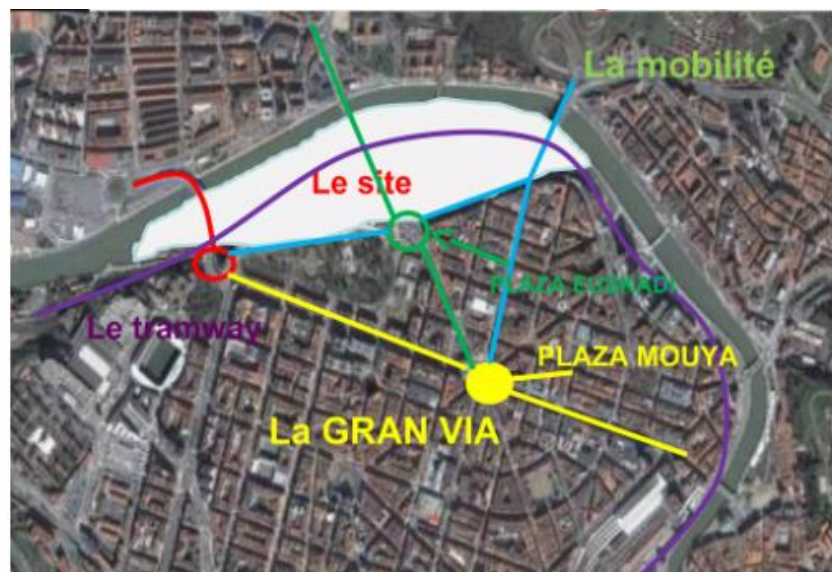 La mobilité
Le site
PLAZA EUSKADI
Le tramway
PLAZA MOUYA
La GRAN VIA